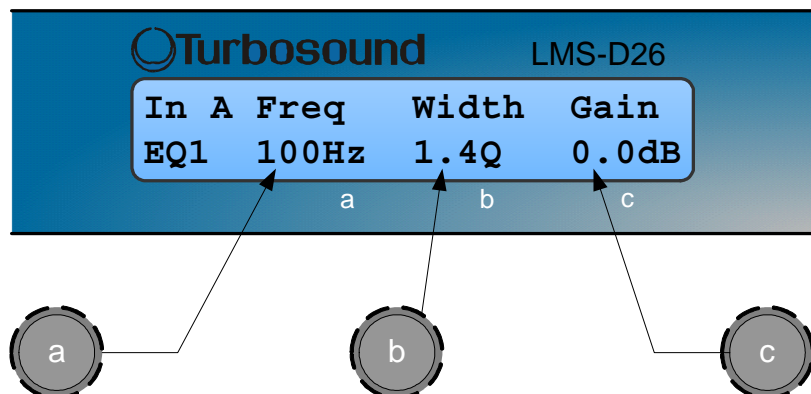 Turbosound LMS-D26
In A Freq Width Gain
EQ1 100Hz 1.4Q 0.0dB
a b c
a b c